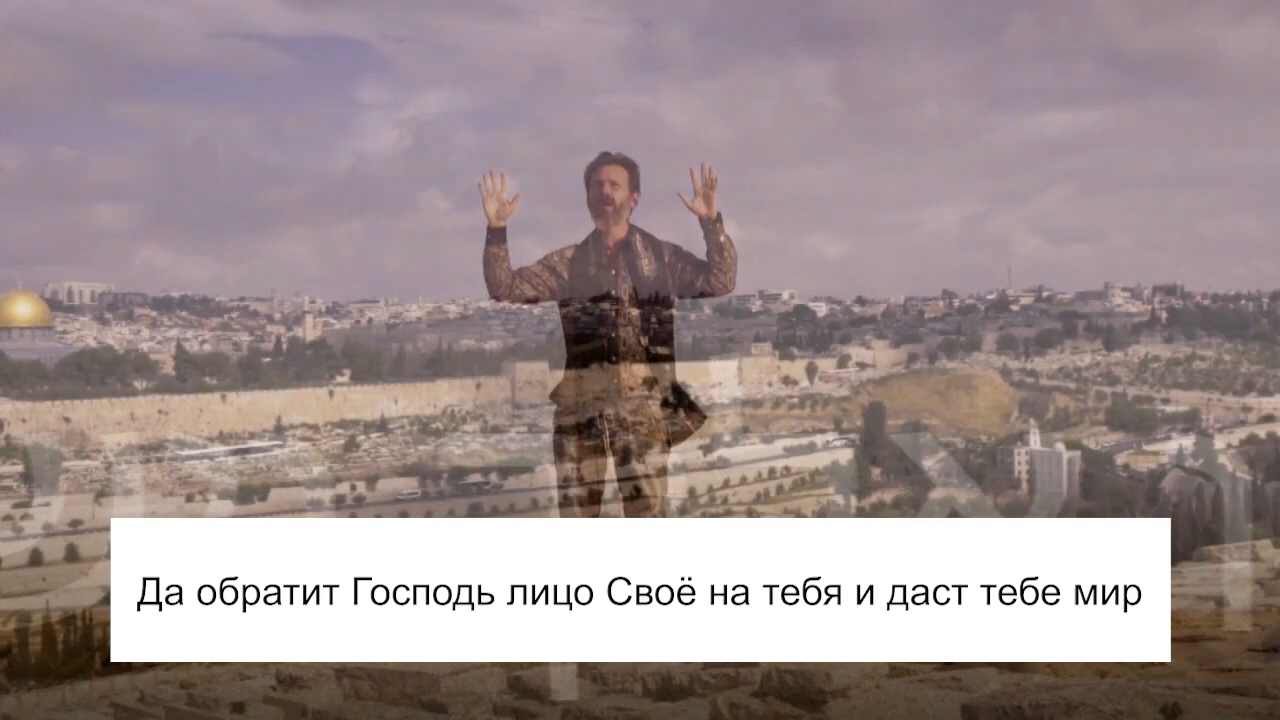 Да обратит Господь лицо Своё на тебя и даст тебе мир